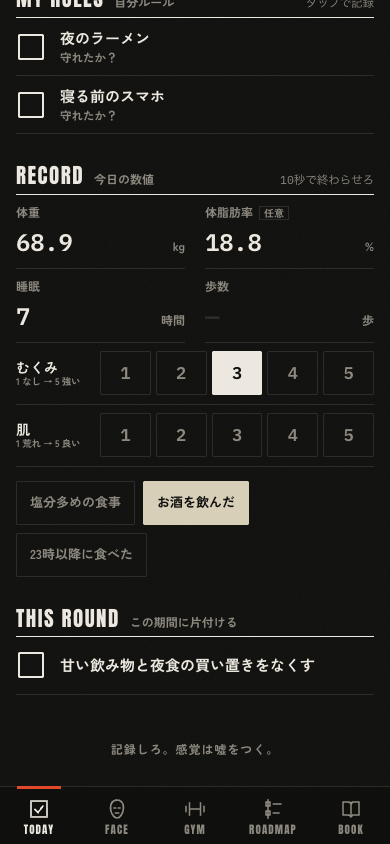 MY RULES 自分ルール タップで記録
夜のラーメン
守れたか？
寝る前のスマホ
守れたか？
RECORD 今日の数値 10秒で終わらせろ
体重 体脂肪率 任意
68.9 kg 18.8 %
睡眠 歩数
7 時間 — 歩
むくみ
1 なし → 5 強い
1 2 3 4 5
肌
1 荒れ → 5 良い
1 2 3 4 5
塩分多めの食事 お酒を飲んだ
23時以降に食べた
THIS ROUND この期間に片付ける
甘い飲み物と夜食の買い置きをなくす
記録しろ。感覚は嘘をつく。
TODAY FACE GYM ROADMAP BOOK